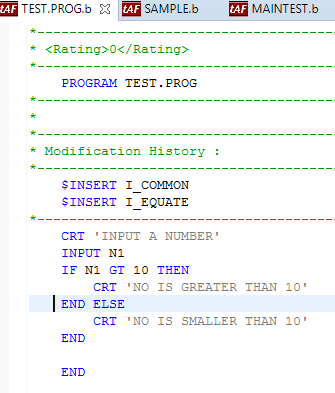 tAF TEST.PROG.b tAF SAMPLE.b tAF MAINTEST.b
*-------------------------------------
* <Rating>0</Rating>
*-------------------------------------
PROGRAM TEST.PROG
*-------------------------------------
*
*-------------------------------------
* Modification History :
*-------------------------------------
$INSERT I_COMMON
$INSERT I_EQUATE
*-------------------------------------
CRT 'INPUT A NUMBER'
INPUT N1
IF N1 GT 10 THEN
CRT 'NO IS GREATER THAN 10'
END ELSE
CRT 'NO IS SMALLER THAN 10'
END
END